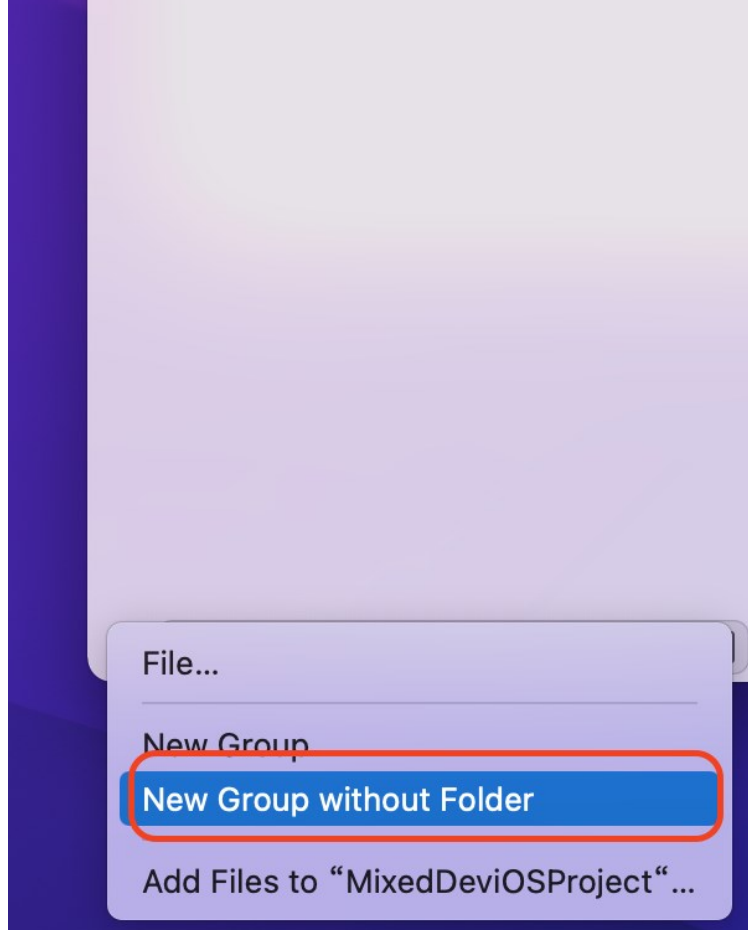 File...
New Group
New Group without Folder
Add Files to “MixedDeviOSProject“...